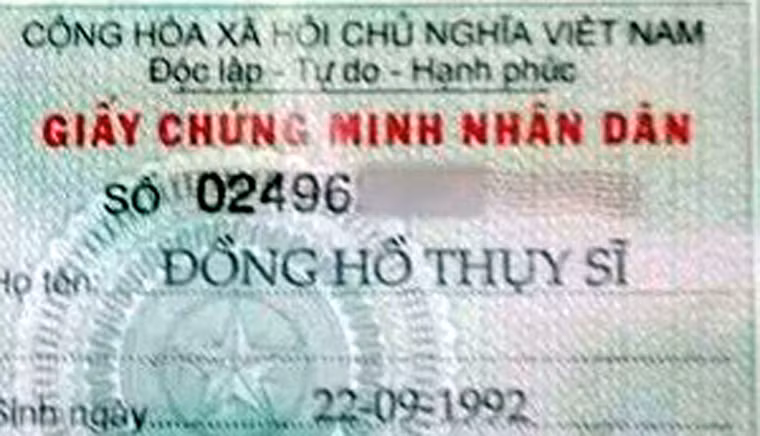 CỘNG HÒA XÃ HỘI CHỦ NGHĨA VIỆT NAM
Độc lập - Tự do - Hạnh phúc
GIẤY CHỨNG MINH NHÂN DÂN
SỐ 02496
Họ tên: ĐỒNG HỒ THỤY SĨ
Sinh ngày 22-09-1992